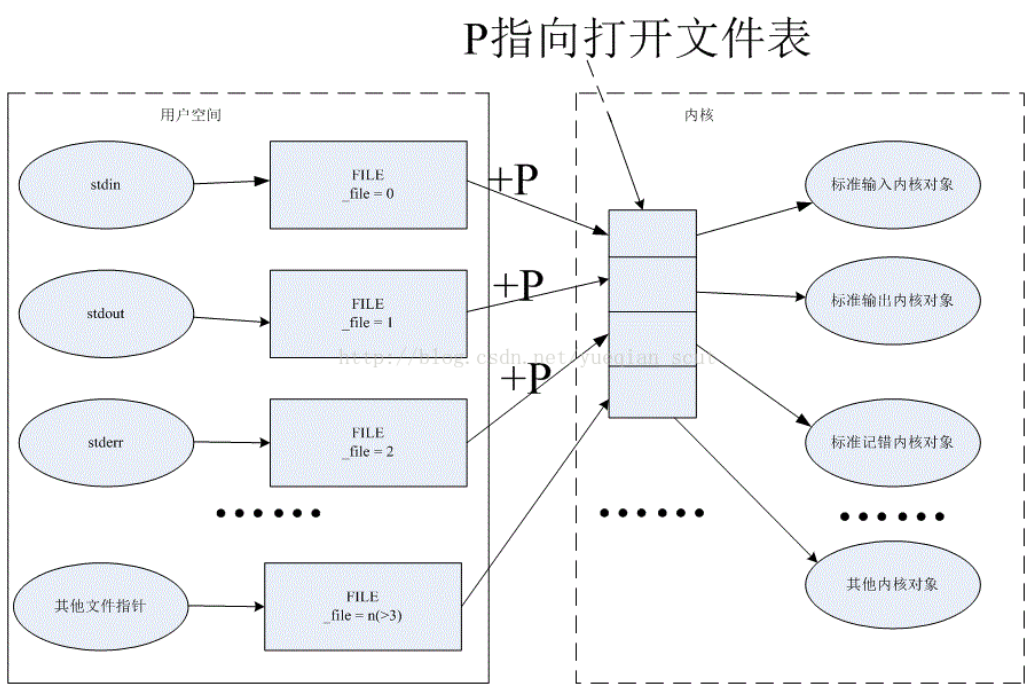 P指向打开文件表
用户空间
内核
stdin
FILE
_file = 0
+P
标准输入内核对象
stdout
FILE
_file = 1
+P
标准输出内核对象
http://blog.csdn.net/yueqian_scut
+P
stderr
FILE
_file = 2
标准记错内核对象
其他文件指针
FILE
_file = n(>3)
其他内核对象